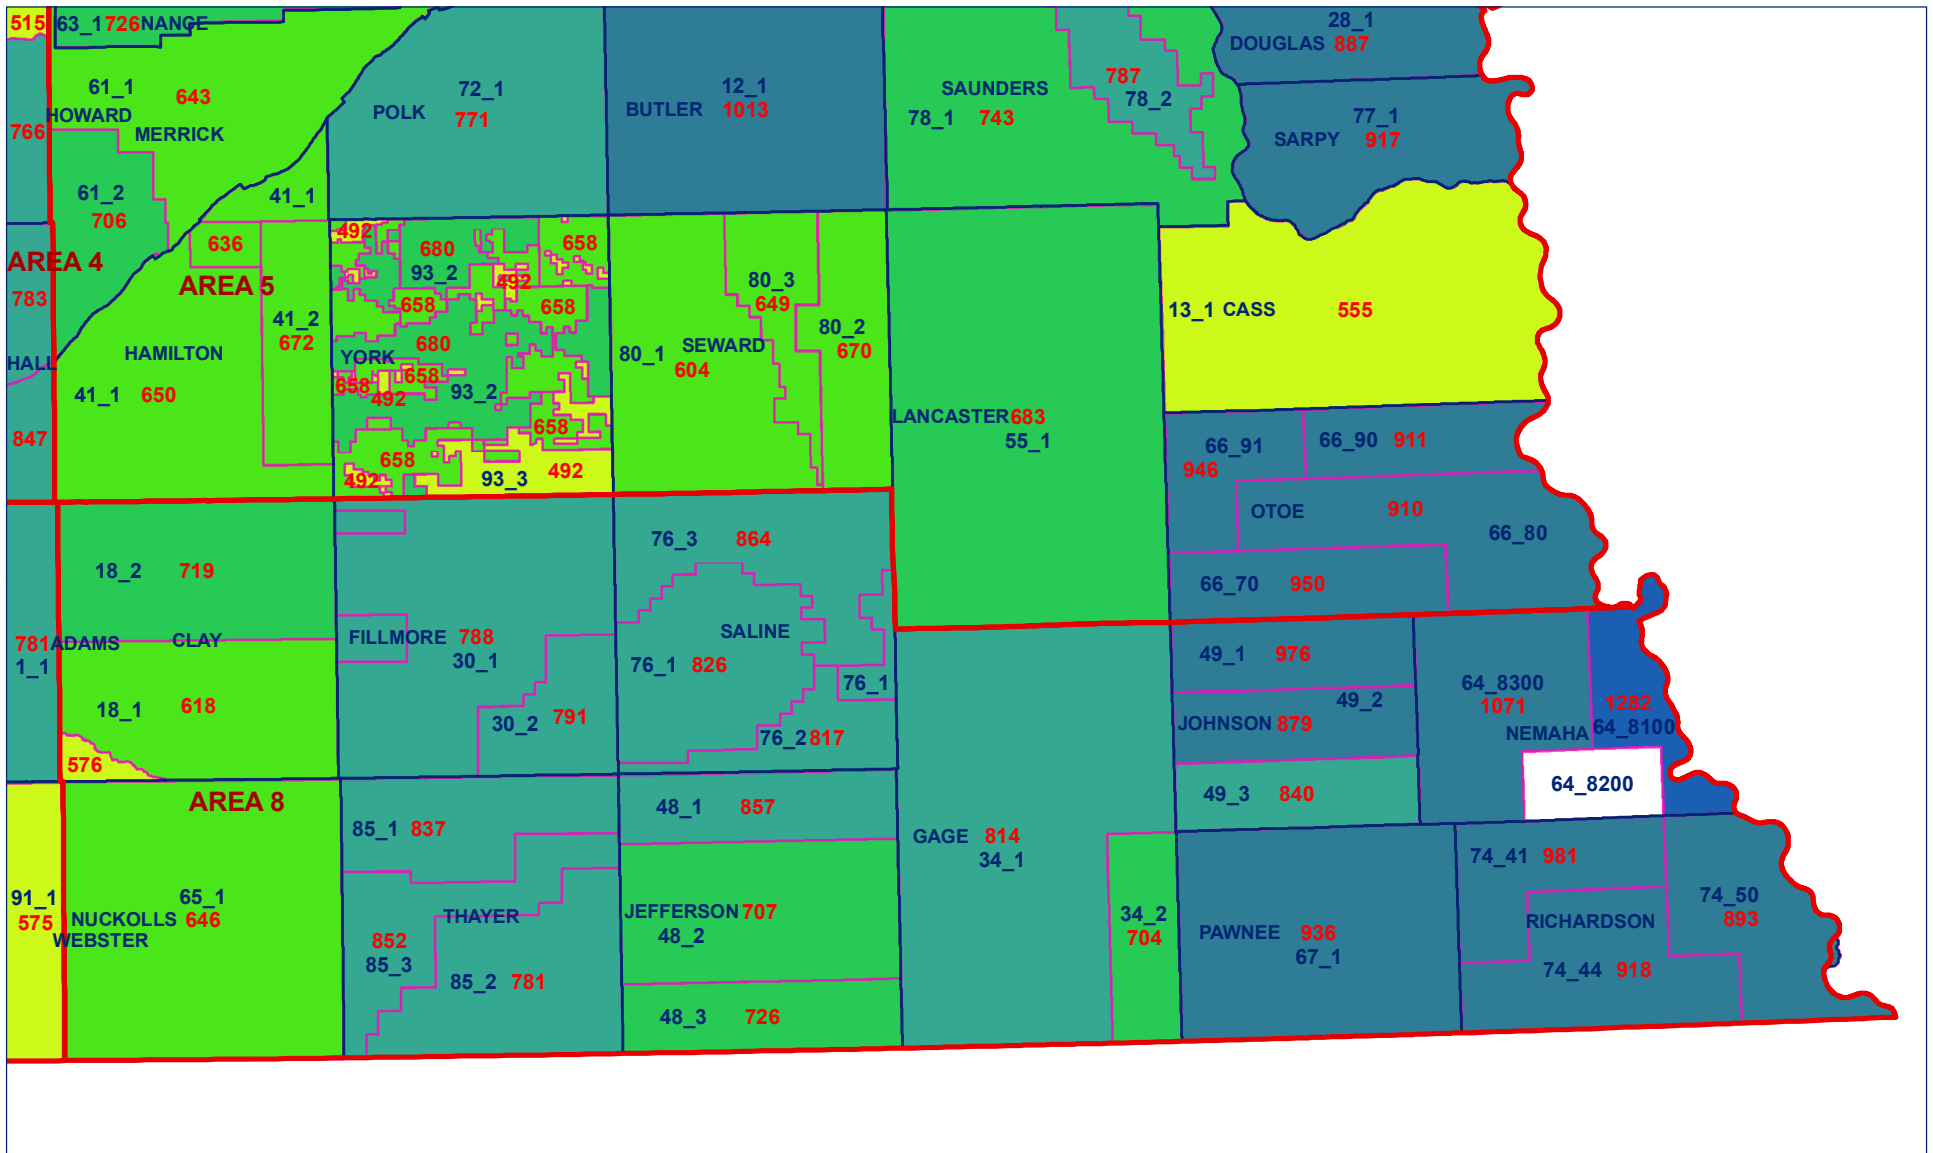 515
63_1 726 NANCE
28_1
DOUGLAS 887
61_1
643
72_1
12_1
SAUNDERS
787
HOWARD
POLK 771
BUTLER 1013
78_1 743
78_2
77_1
766
MERRICK
SARPY 917
61_2
706
41_1
AREA 4
636
492
680
658
93_2
AREA 5
492
80_3
783
658
658
649
13_1 CASS 555
41_2
672
680
80_2
670
HALL
HAMILTON
YORK
80_1
SEWARD
604
41_1 650
658
658
492
93_2
LANCASTER 683
55_1
847
658
66_91
66_90 911
658
946
492
93_3
492
OTOE 910
66_80
76_3 864
18_2 719
66_70 950
781
ADAMS
CLAY
FILLMORE 788
SALINE
1_1
30_1
76_1 826
49_1 976
76_1
64_8300
1071
49_2
1282
18_1 618
30_2 791
76_2 817
JOHNSON 879
NEMAHA
64_8100
576
64_8200
AREA 8
48_1 857
49_3 840
85_1 837
GAGE 814
34_1
74_41 981
91_1
65_1
74_50
575
NUCKOLLS 646
THAYER
JEFFERSON 707
34_2
RICHARDSON
893
WEBSTER
852
48_2
704
PAWNEE 936
85_3
67_1
74_44 918
85_2 781
48_3 726